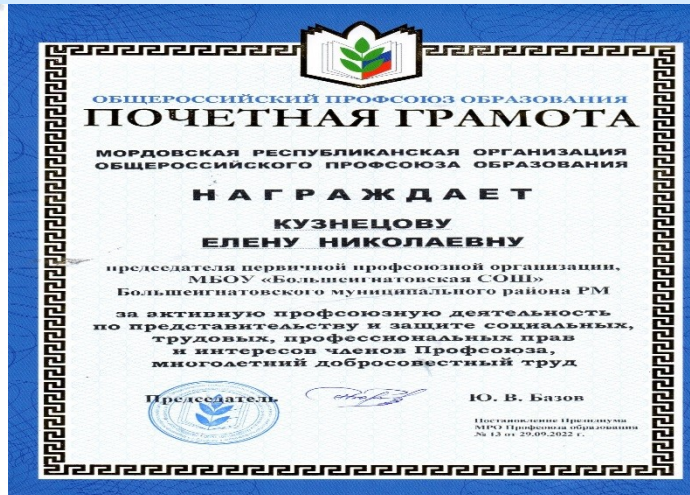 ОБЩЕРОССИЙСКИЙ ПРОФСОЮЗ ОБРАЗОВАНИЯ
ПОЧЕТНАЯ ГРАМОТА
МОРДОВСКАЯ РЕСПУБЛИКАНСКАЯ ОРГАНИЗАЦИЯ
ОБЩЕРОССИЙСКОГО ПРОФСОЮЗА ОБРАЗОВАНИЯ
НАГРАЖДАЕТ
КУЗНЕЦОВУ
ЕЛЕНУ НИКОЛАЕВНУ
председателя первичной профсоюзной организации,
МБОУ «Большеигнатовская СОШ»
Большеигнатовского муниципального района РМ
за активную профсоюзную деятельность
по представительству и защите социальных,
трудовых, профессиональных прав
и интересов членов Профсоюза,
многолетний добросовестный труд
Председатель Ю. В. Базов
Постановление Президиума
МРО Профсоюза образования
№ 13 от 29.09.2022 г.